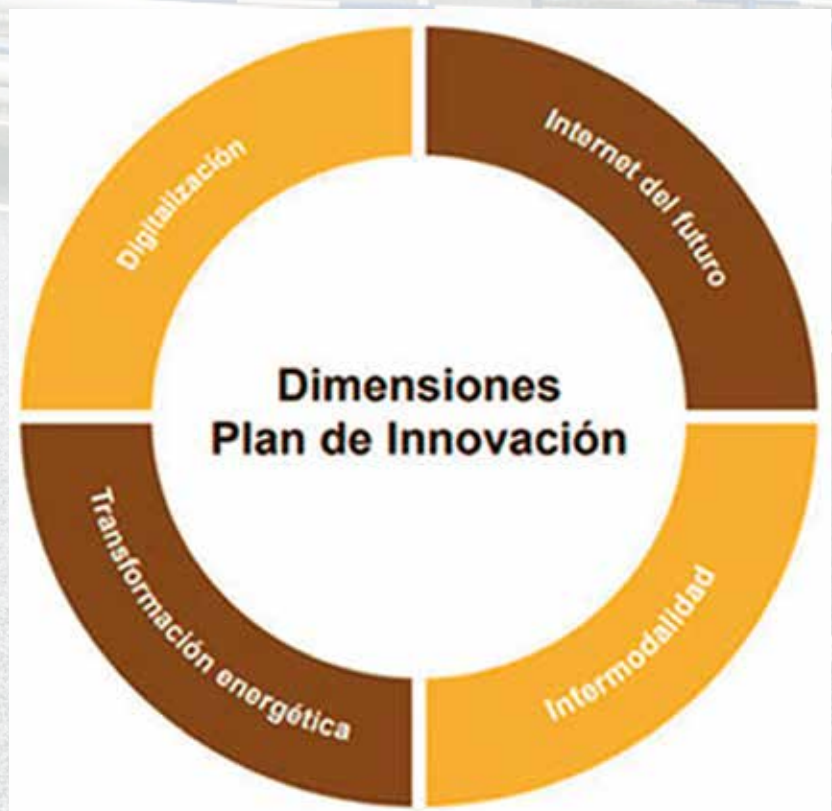 Digitalización
Internet del futuro
Dimensiones
Plan de Innovación
Transformación energética
Intermodalidad